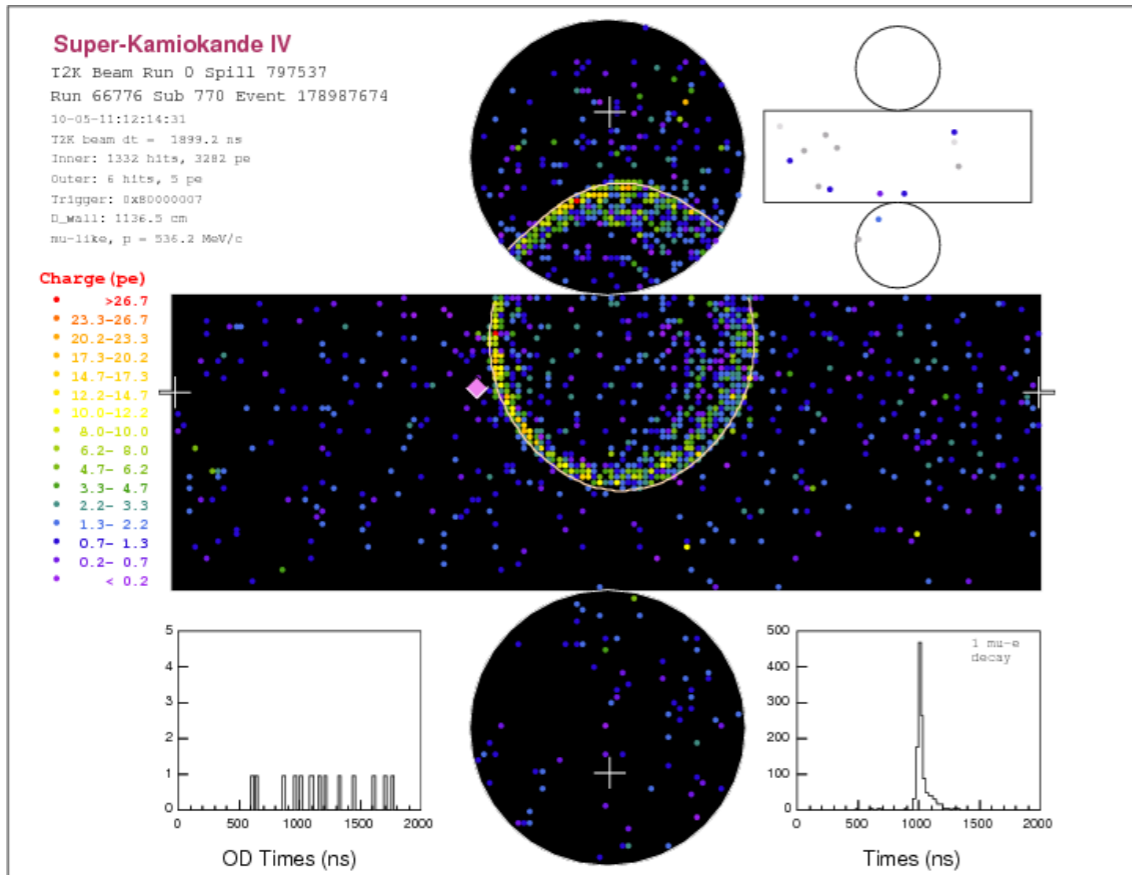 Super-Kamiokande IV
T2K Beam Run 0 Spill 797537
Run 66776 Sub 770 Event 178987674
10-05-11:12:14:31
T2K beam dt = 1899.2 ns
Inner: 1332 hits, 3282 pe
Outer: 6 hits, 5 pe
Trigger: 0x80000007
D_wall: 1136.5 cm
mu-like, p = 536.2 MeV/c
Charge(pe)
>26.7
23.3-26.7
20.2-23.3
17.3-20.2
14.7-17.3
12.2-14.7
10.0-12.2
8.0-10.0
6.2- 8.0
4.7- 6.2
3.3- 4.7
2.2- 3.3
1.3- 2.2
0.7- 1.3
0.2- 0.7
< 0.2
5
4
3
2
1
0
0 500 1000 1500 2000
OD Times (ns)
500
400
300
200
100
0
1 mu-e
decay
0 500 1000 1500 2000
Times (ns)